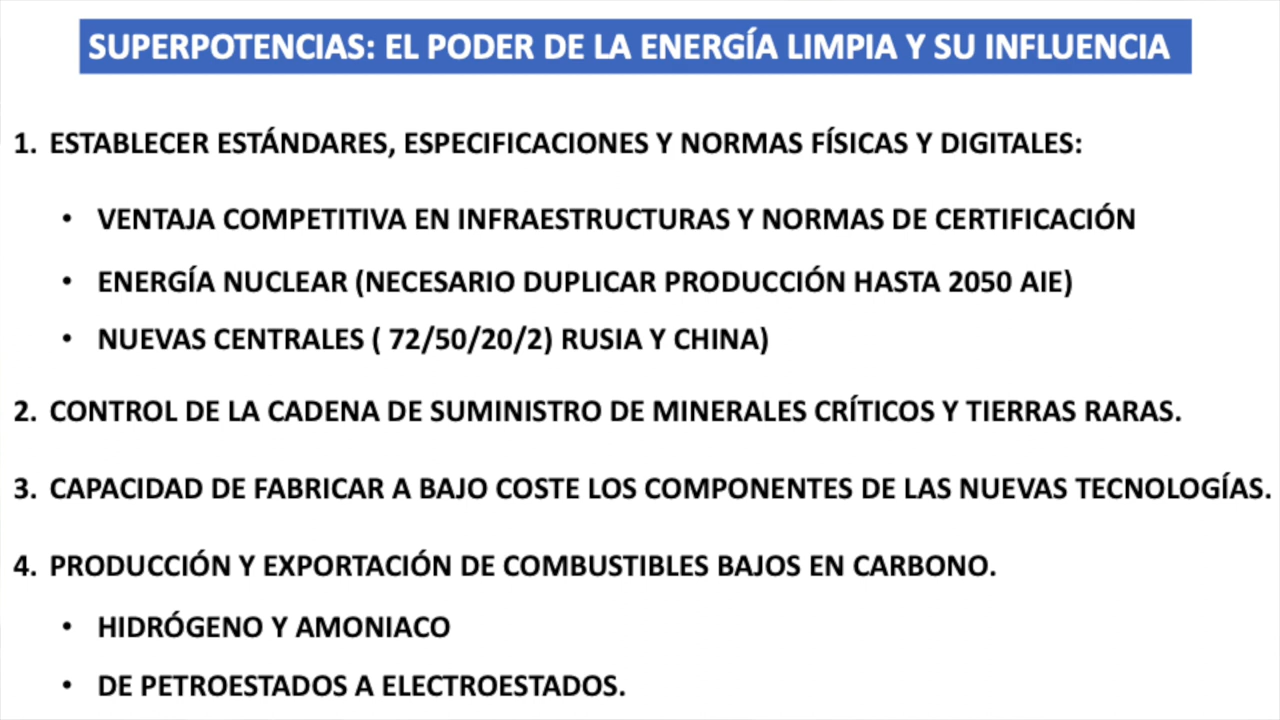 SUPERPOTENCIAS: EL PODER DE LA ENERGÍA LIMPIA Y SU INFLUENCIA
1. ESTABLECER ESTÁNDARES, ESPECIFICACIONES Y NORMAS FÍSICAS Y DIGITALES:
• VENTAJA COMPETITIVA EN INFRAESTRUCTURAS Y NORMAS DE CERTIFICACIÓN
• ENERGÍA NUCLEAR (NECESARIO DUPLICAR PRODUCCIÓN HASTA 2050 AIE)
• NUEVAS CENTRALES ( 72/50/20/2) RUSIA Y CHINA)
2. CONTROL DE LA CADENA DE SUMINISTRO DE MINERALES CRÍTICOS Y TIERRAS RARAS.
3. CAPACIDAD DE FABRICAR A BAJO COSTE LOS COMPONENTES DE LAS NUEVAS TECNOLOGÍAS.
4. PRODUCCIÓN Y EXPORTACIÓN DE COMBUSTIBLES BAJOS EN CARBONO.
• HIDRÓGENO Y AMONIACO
• DE PETROESTADOS A ELECTROESTADOS.